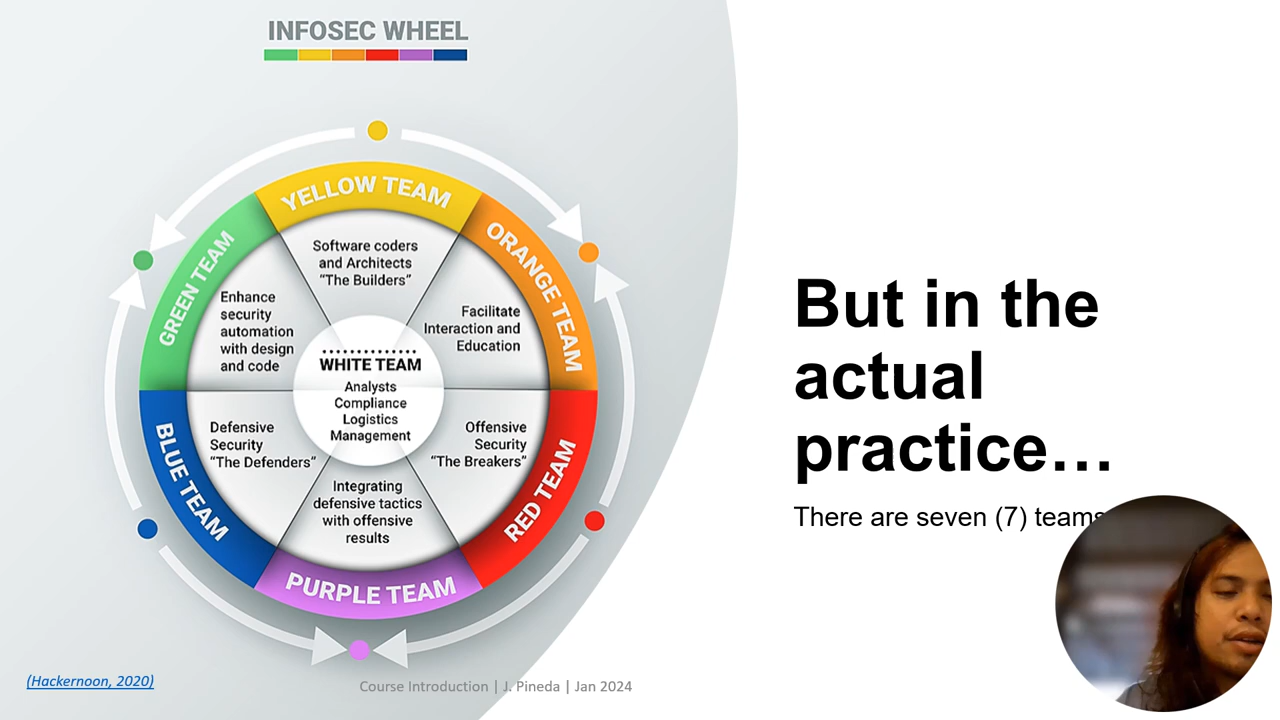 INFOSEC WHEEL
YELLOW TEAM
Software coders
and Architects
“The Builders”
ORANGE TEAM
Facilitate
Interaction and
Education
GREEN TEAM
Enhance
security
automation
with design
and code
WHITE TEAM
Analysts
Compliance
Logistics
Management
BLUE TEAM
Defensive
Security
“The Defenders”
RED TEAM
Offensive
Security
“The Breakers”
PURPLE TEAM
Integrating
defensive tactics
with offensive
results
But in the
actual
practice…
There are seven (7) teams
(Hackernoon, 2020)
Course Introduction | J. Pineda | Jan 2024